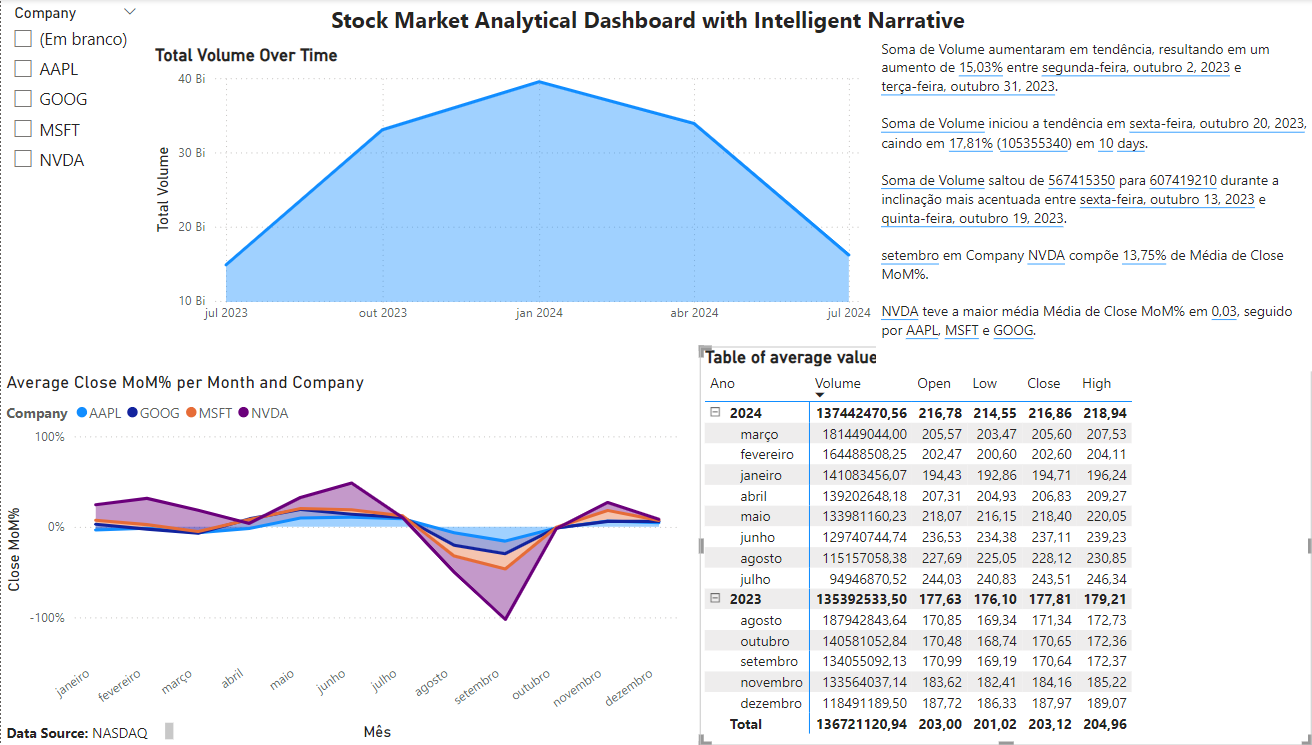 Company
(Em branco)
AAPL
GOOG
MSFT
NVDA
Stock Market Analytical Dashboard with Intelligent Narrative
Total Volume Over Time
Total Volume
40 Bi
30 Bi
20 Bi
10 Bi
jul 2023
out 2023
jan 2024
abr 2024
jul 2024
Soma de Volume aumentaram em tendência, resultando em um
aumento de 15,03% entre segunda-feira, outubro 2, 2023 e
terça-feira, outubro 31, 2023.
Soma de Volume iniciou a tendência em sexta-feira, outubro 20, 2023,
caindo em 17,81% (105355340) em 10 days.
Soma de Volume saltou de 567415350 para 607419210 durante a
inclinação mais acentuada entre sexta-feira, outubro 13, 2023 e
quinta-feira, outubro 19, 2023.
setembro em Company NVDA compõe 13,75% de Média de Close
MoM%.
NVDA teve a maior média Média de Close MoM% em 0,03, seguido
por AAPL, MSFT e GOOG.
Average Close MoM% per Month and Company
Company AAPL GOOG MSFT NVDA
Close MoM%
100%
0%
-100%
janeiro
fevereiro
março
abril
maio
junho
julho
agosto
setembro
outubro
novembro
dezembro
Mês
Data Source: NASDAQ
Table of average value
Ano Volume Open Low Close High
2024 137442470,56 216,78 214,55 216,86 218,94
março 181449044,00 205,57 203,47 205,60 207,53
fevereiro 164488508,25 202,47 200,60 202,60 204,11
janeiro 141083456,07 194,43 192,86 194,71 196,24
abril 139202648,18 207,31 204,93 206,83 209,27
maio 133981160,23 218,07 216,15 218,40 220,05
junho 129740744,74 236,53 234,38 237,11 239,23
agosto 115157058,38 227,69 225,05 228,12 230,85
julho 94946870,52 244,03 240,83 243,51 246,34
2023 135392533,50 177,63 176,10 177,81 179,21
agosto 187942843,64 170,85 169,34 171,34 172,73
outubro 140581052,84 170,48 168,74 170,65 172,36
setembro 134055092,13 170,99 169,19 170,64 172,37
novembro 133564037,14 183,62 182,41 184,16 185,22
dezembro 118491189,50 187,72 186,33 187,97 189,07
Total 136721120,94 203,00 201,02 203,12 204,96